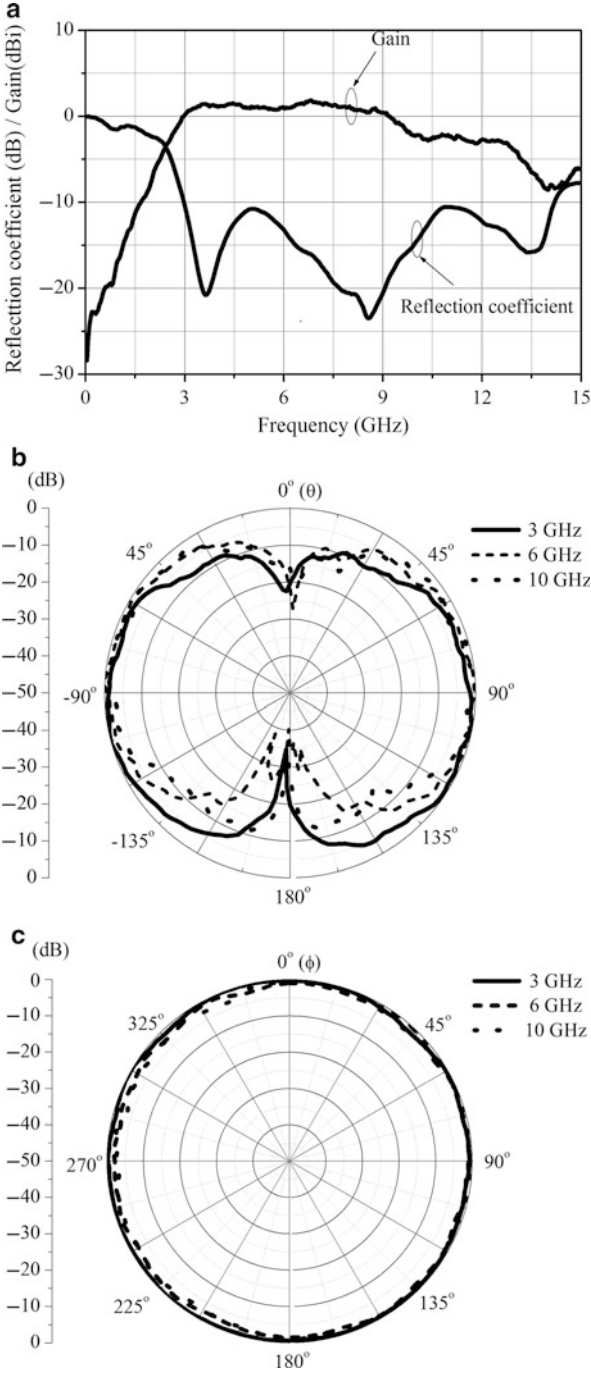 a
Reflecttion coefficient (dB) / Gain(dBi)
10
0
−10
−20
−30
Gain
Reflection coefficient
0 3 6 9 12 15
Frequency (GHz)
b
(dB)
0
−10
−20
−30
−40
−50
−40
−30
−20
−10
0
0° (θ)
45°
45°
-90°
90°
-135°
135°
180°
3 GHz
6 GHz
10 GHz
c
(dB)
0
−10
−20
−30
−40
−50
−40
−30
−20
−10
0
0° (ϕ)
325°
45°
270°
90°
225°
135°
180°
3 GHz
6 GHz
10 GHz